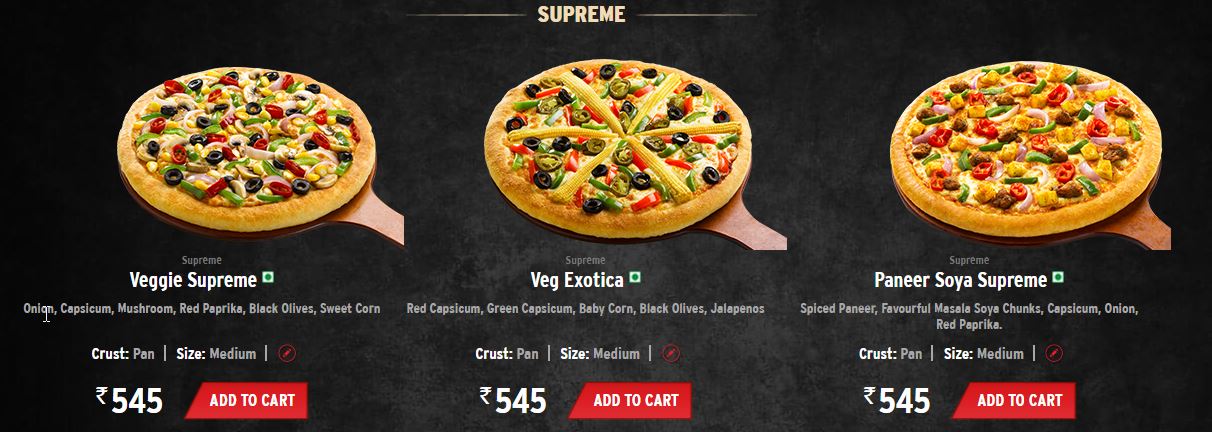 SUPREME
Supreme
Veggie Supreme
Onion, Capsicum, Mushroom, Red Paprika, Black Olives, Sweet Corn
Crust: Pan | Size: Medium |
₹545
ADD TO CART
Supreme
Veg Exotica
Red Capsicum, Green Capsicum, Baby Corn, Black Olives, Jalapenos
Crust: Pan | Size: Medium |
₹545
ADD TO CART
Supreme
Paneer Soya Supreme
Spiced Paneer, Favourful Masala Soya Chunks, Capsicum, Onion,
Red Paprika.
Crust: Pan | Size: Medium |
₹545
ADD TO CART